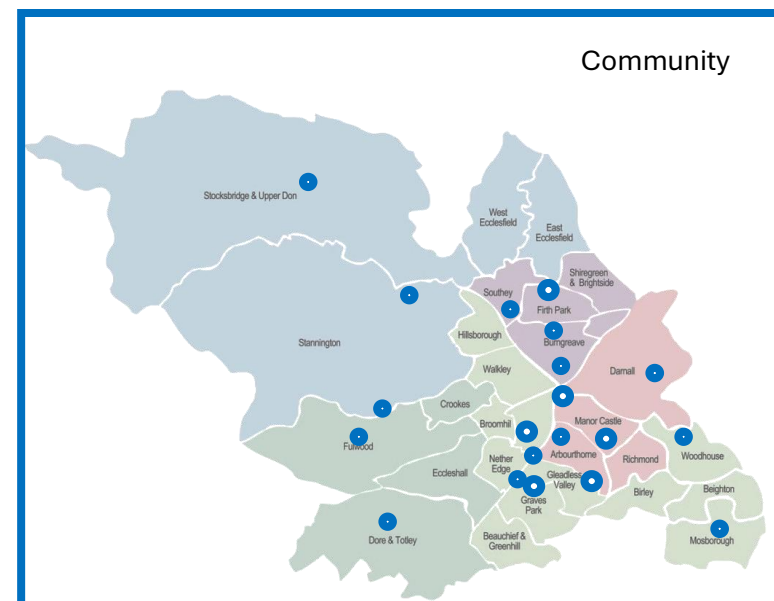 Community
Stocksbridge & Upper Don
West
Ecclesfield
East
Ecclesfield
Shiregreen
& Brightside
Southey
Firth Park
Stannington
Hillsborough
Burngreave
Walkley
Darnall
Crookes
Broomhil
Manor Castle
Fulwood
Arbourthorne
Woodhouse
Nether
Edge
Richmond
Eccleshall
Gleadless
Valley
Graves
Park
Birley
Beighton
Dore & Totley
Beauchief &
Greenhill
Mosborough